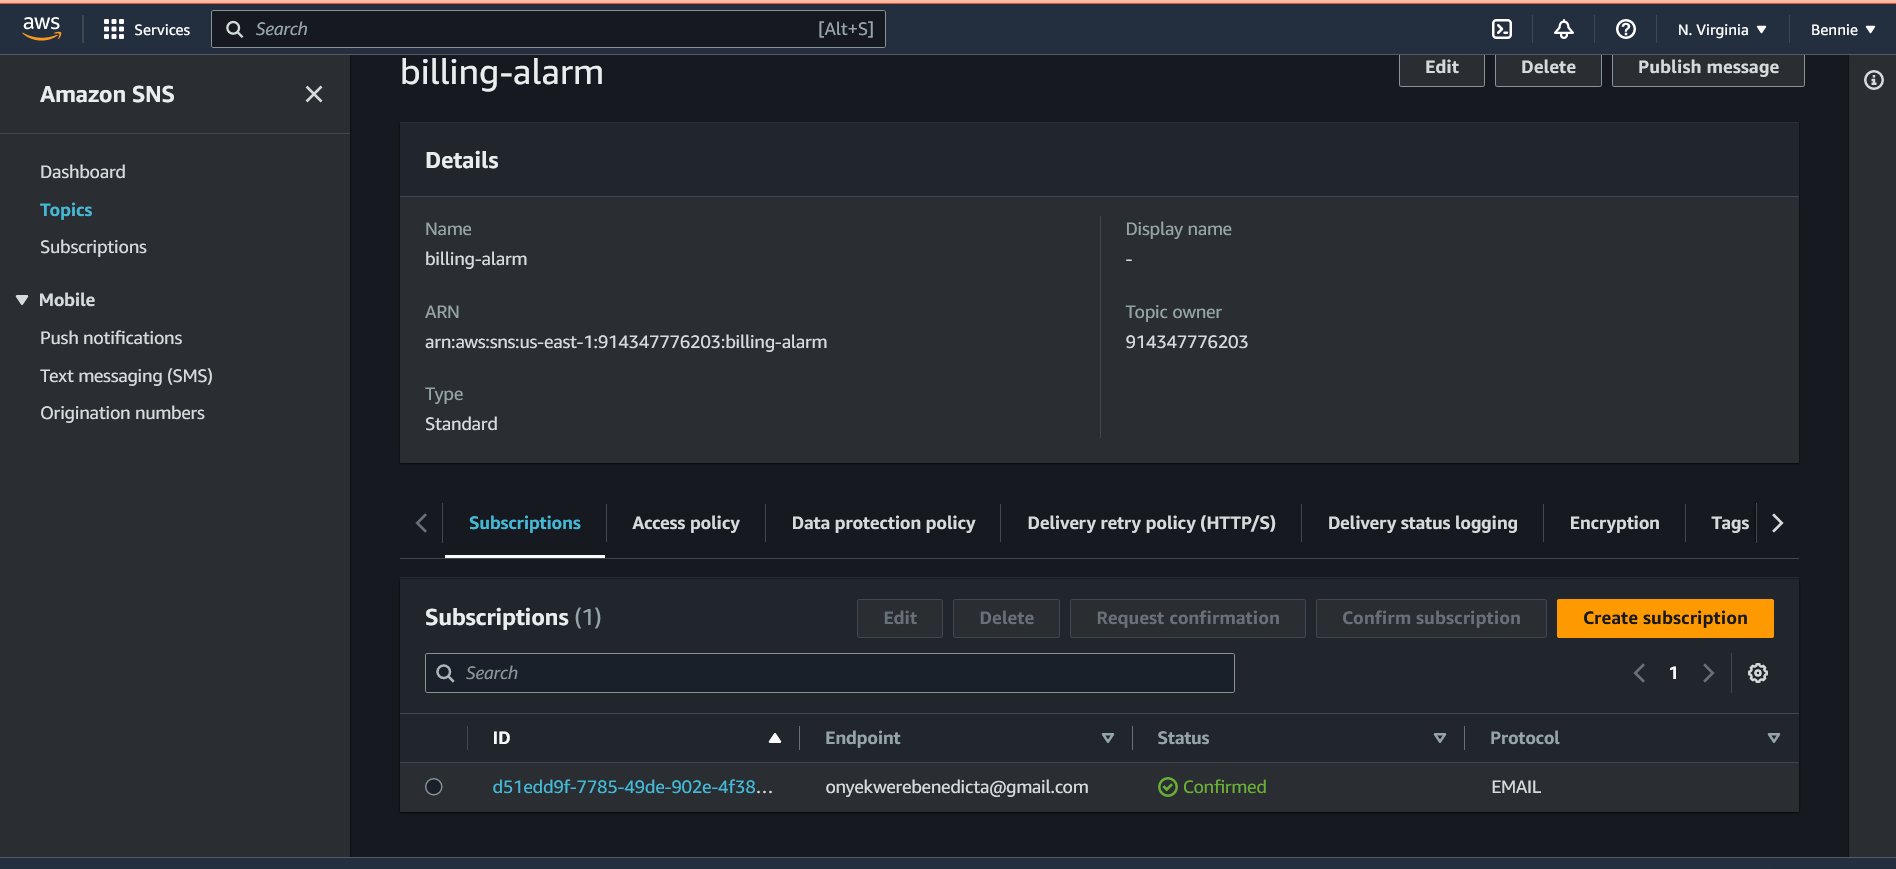 aws
Services
Search
[Alt+S]
N. Virginia
Bennie
Amazon SNS
Dashboard
Topics
Subscriptions
Mobile
Push notifications
Text messaging (SMS)
Origination numbers
billing-alarm
Edit
Delete
Publish message
Details
Name
billing-alarm
Display name
-
ARN
arn:aws:sns:us-east-1:914347776203:billing-alarm
Topic owner
914347776203
Type
Standard
Subscriptions
Access policy
Data protection policy
Delivery retry policy (HTTP/S)
Delivery status logging
Encryption
Tags
Subscriptions (1)
Edit
Delete
Request confirmation
Confirm subscription
Create subscription
Search
1
ID
Endpoint
Status
Protocol
d51edd9f-7785-49de-902e-4f38...
onyekwerebenedicta@gmail.com
Confirmed
EMAIL